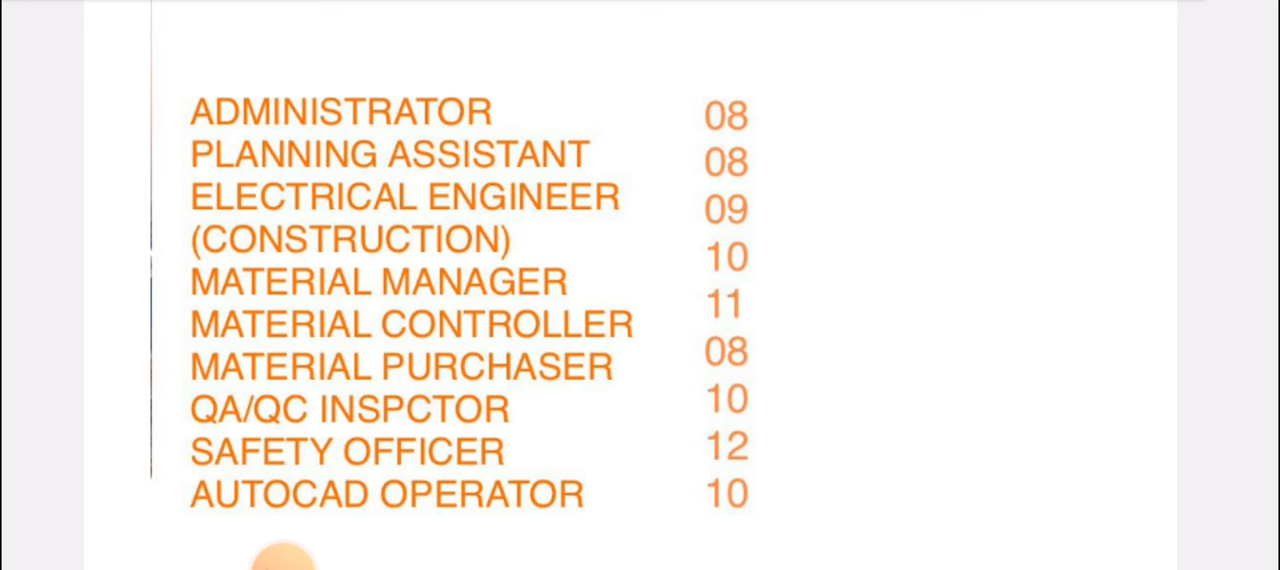 ADMINISTRATOR 08
PLANNING ASSISTANT 08
ELECTRICAL ENGINEER 09
(CONSTRUCTION) 10
MATERIAL MANAGER 11
MATERIAL CONTROLLER 08
MATERIAL PURCHASER 10
QA/QC INSPCTOR 12
SAFETY OFFICER 10
AUTOCAD OPERATOR